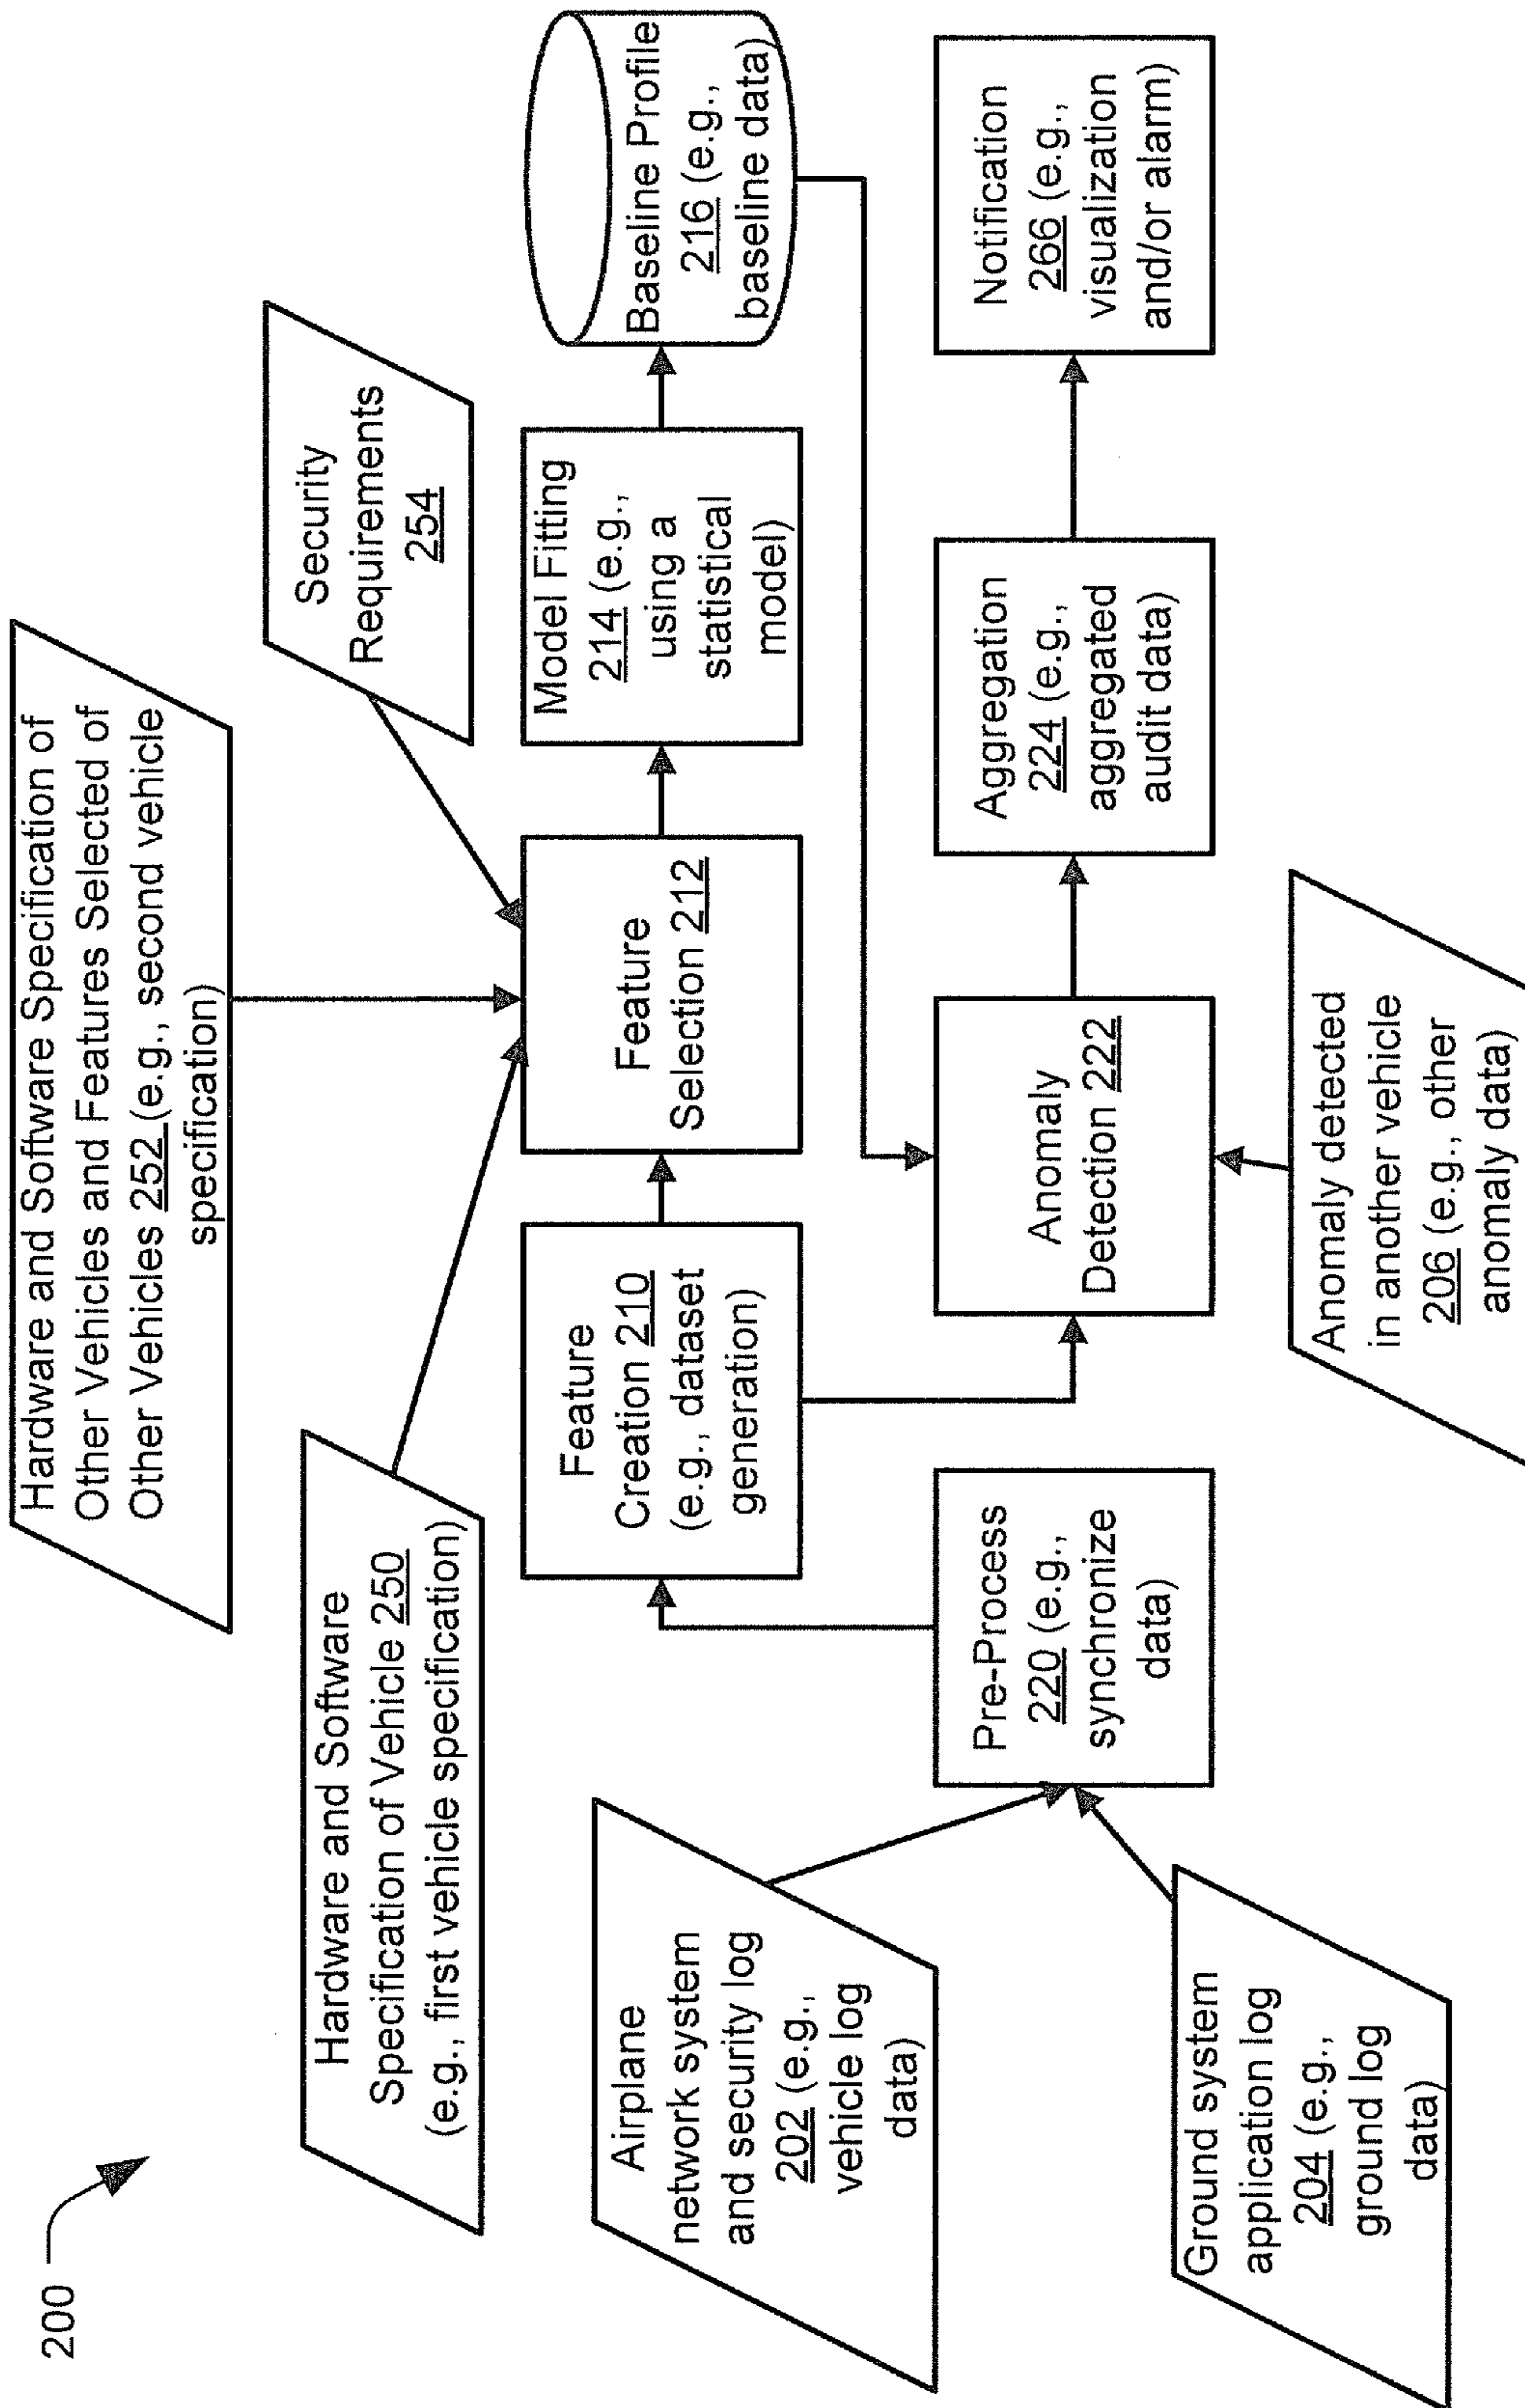 200
Hardware and Software Specification of
Other Vehicles and Features Selected of
Other Vehicles 252 (e.g., second vehicle
specification)
Hardware and Software
Specification of Vehicle 250
(e.g., first vehicle specification)
Security
Requirements
254
Airplane
network system
and security log
202 (e.g.,
vehicle log
data)
Ground system
application log
204 (e.g.,
ground log
data)
Pre-Process
220 (e.g.,
synchronize
data)
Feature
Creation 210
(e.g., dataset
generation)
Feature
Selection 212
Model Fitting
214 (e.g.,
using a
statistical
model)
Baseline Profile
216 (e.g.,
baseline data)
Anomaly
Detection 222
Aggregation
224 (e.g.,
aggregated
audit data)
Notification
266 (e.g.,
visualization
and/or alarm)
Anomaly detected
in another vehicle
206 (e.g., other
anomaly data)